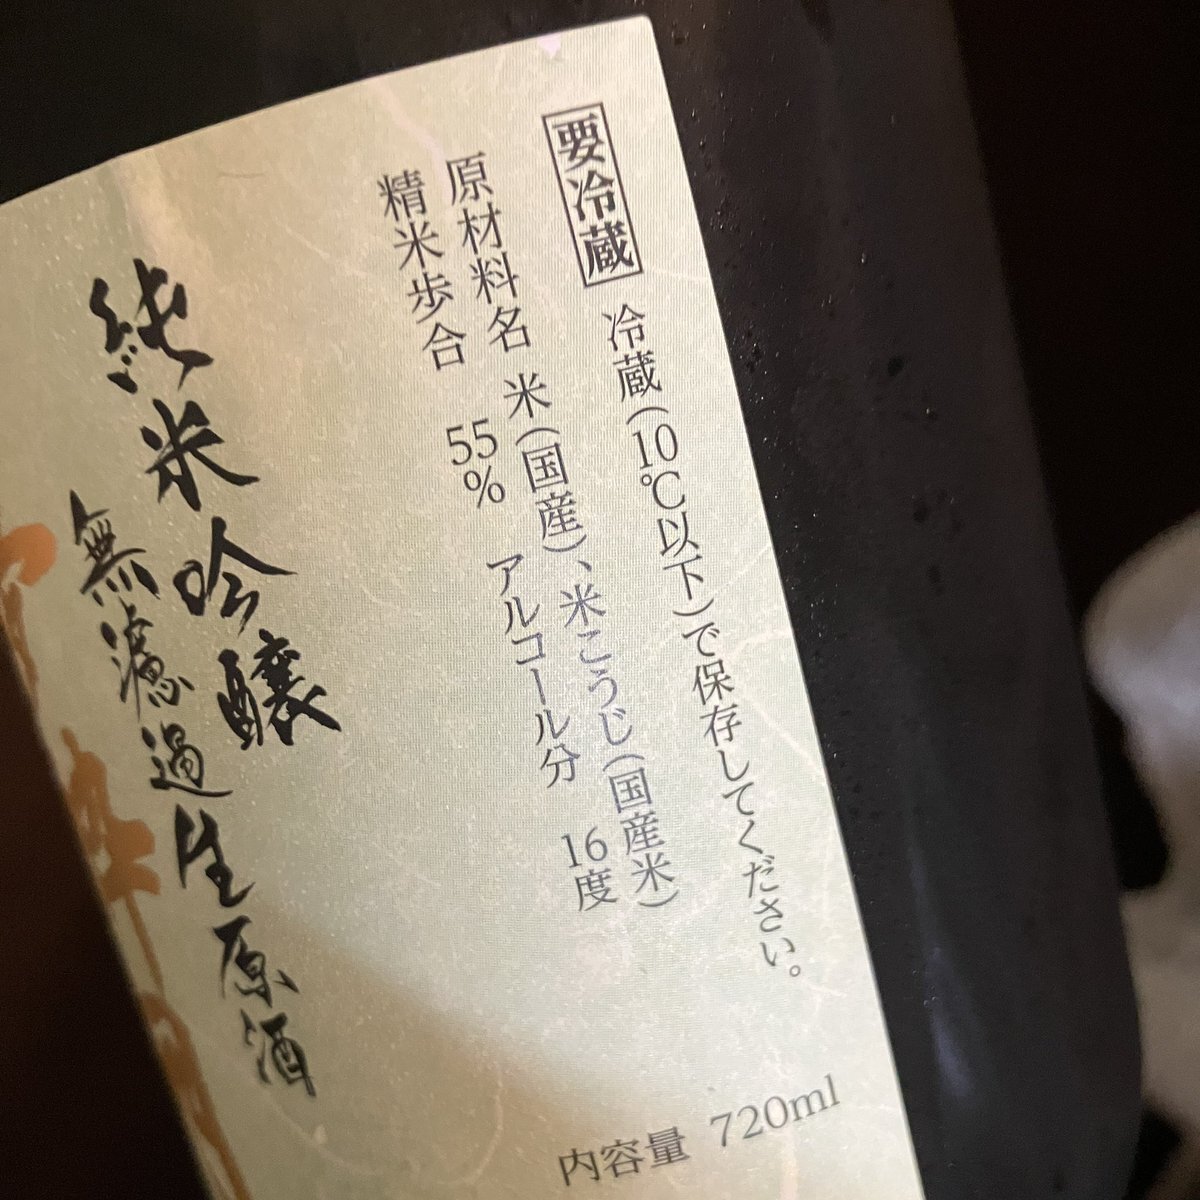 要冷蔵 冷蔵(10℃以下)で保存してください。
原材料名 米(国産)、米こうじ(国産米)
精米歩合 55% アルコール分 16度
純米吟醸
無濾過生原酒
内容量 720ml